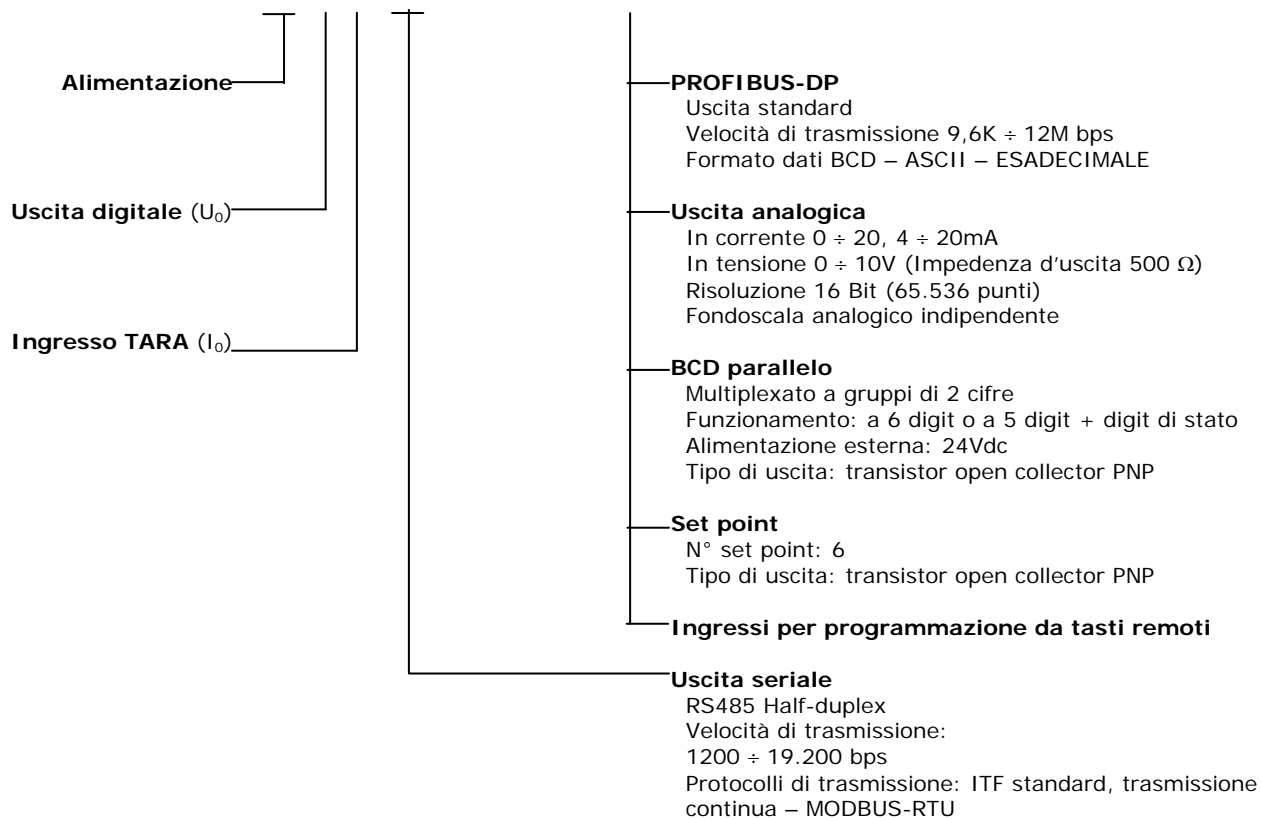 Alimentazione
Uscita digitale (U0)
Ingresso TARA (I0)
PROFIBUS-DP
Uscita standard
Velocità di trasmissione 9,6K ÷ 12M bps
Formato dati BCD – ASCII – ESADECIMALE
Uscita analogica
In corrente 0 ÷ 20, 4 ÷ 20mA
In tensione 0 ÷ 10V (Impedenza d'uscita 500 Ω)
Risoluzione 16 Bit (65.536 punti)
Fondoscala analogico indipendente
BCD parallelo
Multiplexato a gruppi di 2 cifre
Funzionamento: a 6 digit o a 5 digit + digit di stato
Alimentazione esterna: 24Vdc
Tipo di uscita: transistor open collector PNP
Set point
N° set point: 6
Tipo di uscita: transistor open collector PNP
Ingressi per programmazione da tasti remoti
Uscita seriale
RS485 Half-duplex
Velocità di trasmissione:
1200 ÷ 19.200 bps
Protocolli di trasmissione: ITF standard, trasmissione
continua – MODBUS-RTU